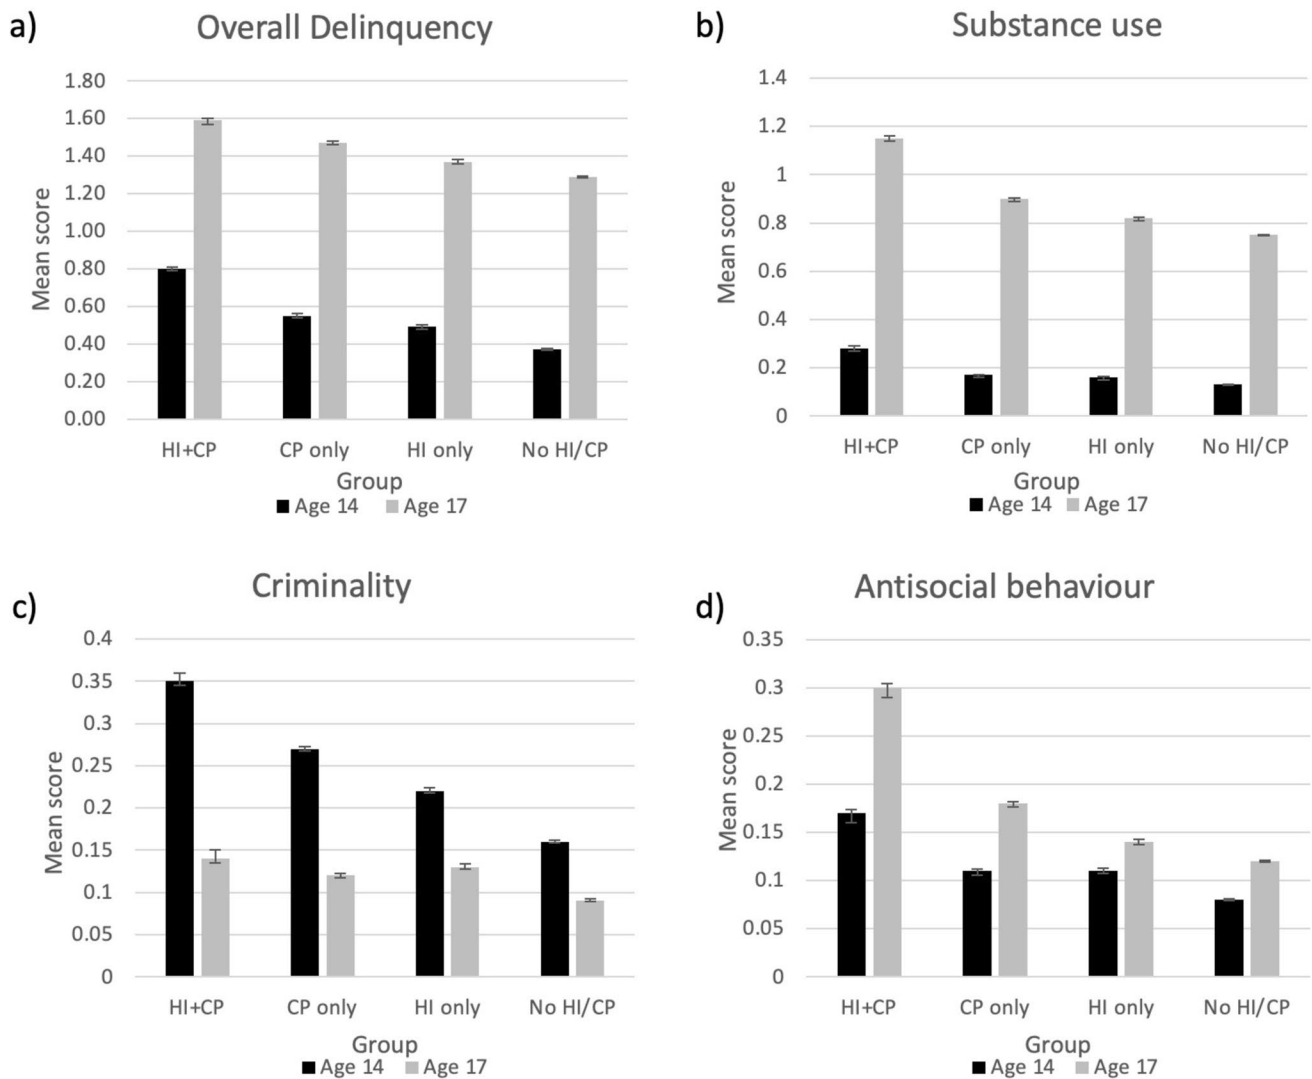 a)
Overall Delinquency
1.80
1.60
1.40
1.20
1.00
0.80
0.60
0.40
0.20
0.00
Mean score
HI+CP CP only HI only No HI/CP
Group
Age 14 Age 17
b)
Substance use
1.4
1.2
1
0.8
0.6
0.4
0.2
0
Mean score
HI+CP CP only HI only No HI/CP
Group
Age 14 Age 17
c)
Criminality
0.4
0.35
0.3
0.25
0.2
0.15
0.1
0.05
0
Mean score
HI+CP CP only HI only No HI/CP
Group
Age 14 Age 17
d)
Antisocial behaviour
0.35
0.3
0.25
0.2
0.15
0.1
0.05
0
Mean score
HI+CP CP only HI only No HI/CP
Group
Age 14 Age 17